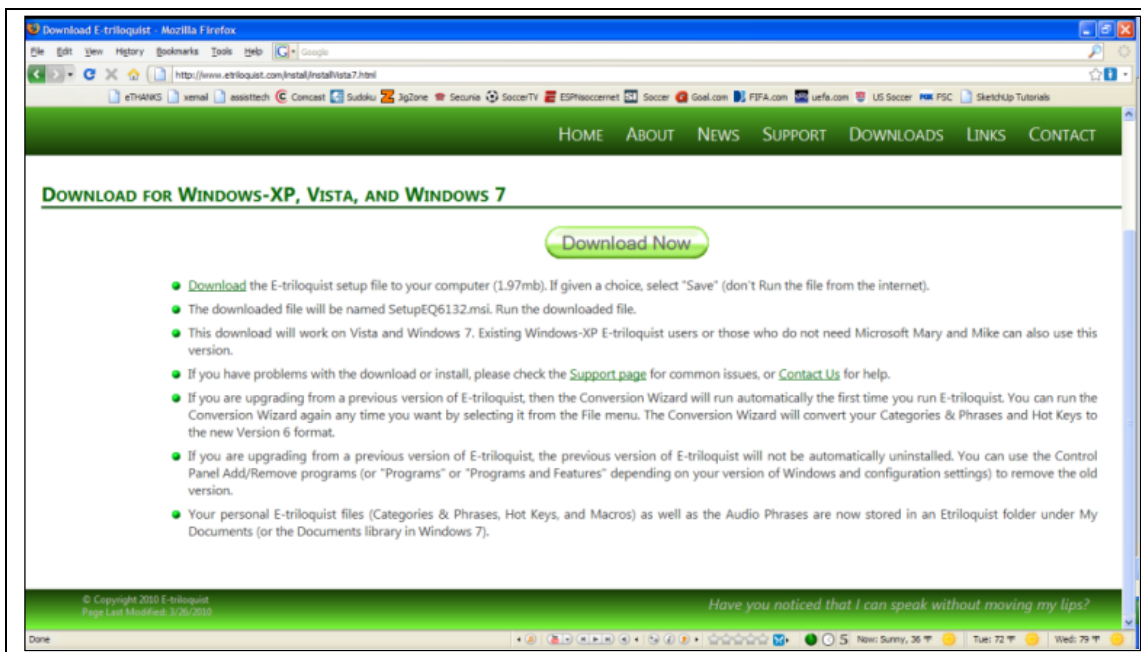 Download E-triloquist - Mozilla Firefox
File Edit View History Bookmarks Tools Help G Google
http://www.etriloquist.com/Install/InstallVista7.html
eTHANKS xemail assisttech Comcast Sudoku JigZone Securia SoccerTV ESPNsoccernet Soccer Goal.com FIFA.com uefa.com US Soccer FSC SketchUp Tutorials
HOME ABOUT NEWS SUPPORT DOWNLOADS LINKS CONTACT
DOWNLOAD FOR WINDOWS-XP, VISTA, AND WINDOWS 7
Download Now
Download the E-triloquist setup file to your computer (1.97mb). If given a choice, select "Save" (don't Run the file from the internet).
The downloaded file will be named SetupEQ6132.msi. Run the downloaded file.
This download will work on Vista and Windows 7. Existing Windows-XP E-triloquist users or those who do not need Microsoft Mary and Mike can also use this
version.
If you have problems with the download or install, please check the Support page for common issues, or Contact Us for help.
If you are upgrading from a previous version of E-triloquist, then the Conversion Wizard will run automatically the first time you run E-triloquist. You can run the
Conversion Wizard again any time you want by selecting it from the File menu. The Conversion Wizard will convert your Categories & Phrases and Hot Keys to
the new Version 6 format.
If you are upgrading from a previous version of E-triloquist, the previous version of E-triloquist will not be automatically uninstalled. You can use the Control
Panel Add/Remove programs (or "Programs" or "Programs and Features" depending on your version of Windows and configuration settings) to remove the old
version.
Your personal E-triloquist files (Categories & Phrases, Hot Keys, and Macros) as well as the Audio Phrases are now stored in an Etriloquist folder under My
Documents (or the Documents library in Windows 7).
© Copyright 2010 E-triloquist
Page Last Modified: 3/26/2010
Have you noticed that I can speak without moving my lips?
Done 5 Now: Sunny, 36 °F Tue: 72 °F Wed: 79 °F